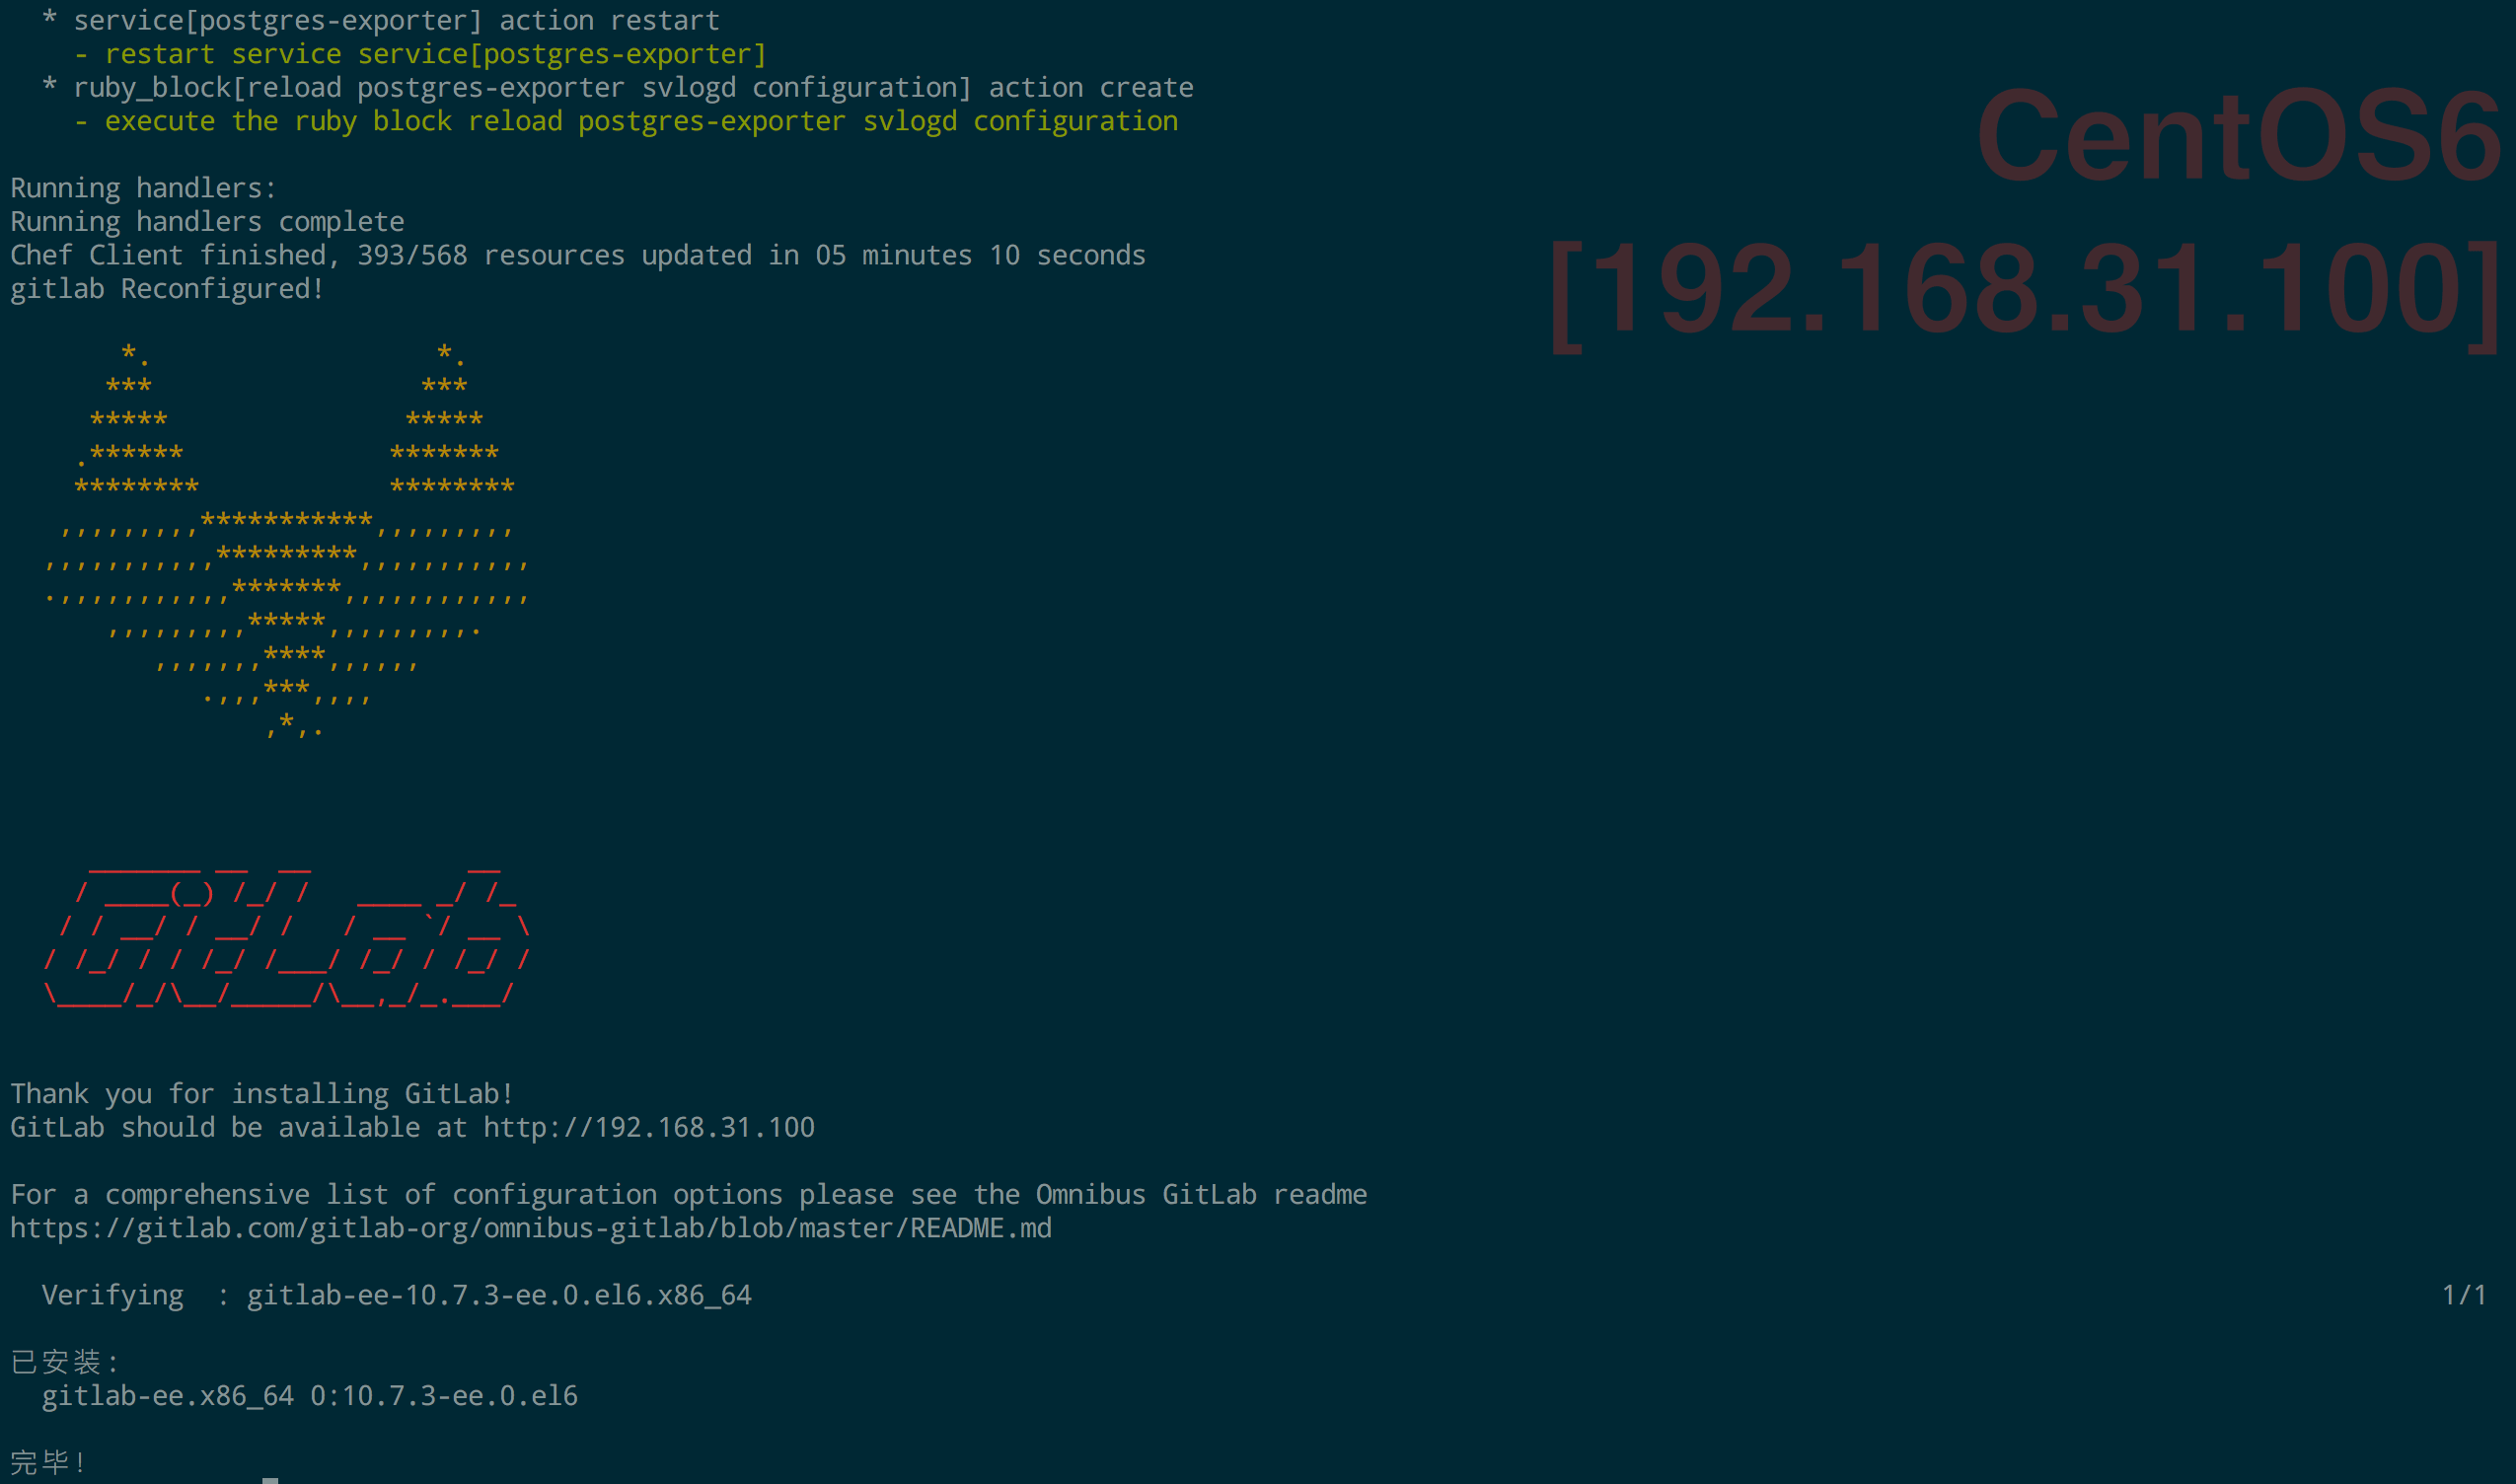 * service[postgres-exporter] action restart
    - restart service service[postgres-exporter]
  * ruby_block[reload postgres-exporter svlogd configuration] action create
    - execute the ruby block reload postgres-exporter svlogd configuration
CentOS6
[192.168.31.100]
Running handlers:
Running handlers complete
Chef Client finished, 393/568 resources updated in 05 minutes 10 seconds
gitlab Reconfigured!
GitLab
Thank you for installing GitLab!
GitLab should be available at http://192.168.31.100
For a comprehensive list of configuration options please see the Omnibus GitLab readme
https://gitlab.com/gitlab-org/omnibus-gitlab/blob/master/README.md
  Verifying  : gitlab-ee-10.7.3-ee.0.el6.x86_64 1/1
已安装:
  gitlab-ee.x86_64 0:10.7.3-ee.0.el6
完毕!